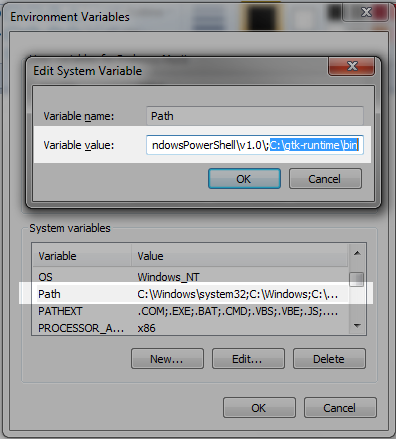 Environment Variables
Edit System Variable
Variable name: Path
Variable value: ndowsPowerShell\v1.0\;C:\gtk-runtime\bin
OK Cancel
System variables
Variable Value
OS Windows_NT
Path C:\Windows\system32;C:\Windows;C:\...
PATHEXT .COM;.EXE;.BAT;.CMD;.VBS;.VBE;.JS;....
PROCESSOR_A... x86
New... Edit... Delete
OK Cancel